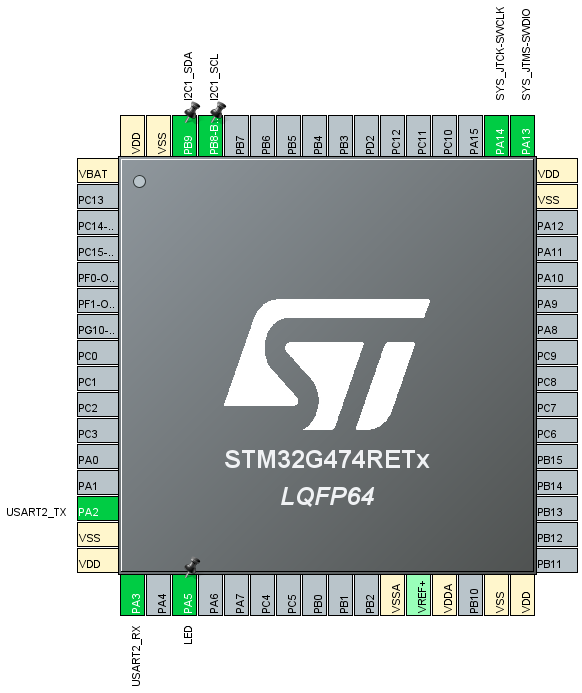 I2C1_SDA
I2C1_SCL
SYS_JTCK-SWCLK
SYS_JTMS-SWDIO
VDD
VSS
PB9
PB8-B..
PB7
PB6
PB5
PB4
PB3
PD2
PC12
PC11
PC10
PA15
PA14
PA13
VBAT
PC13
PC14-..
PC15-..
PF0-O..
PF1-O..
PG10-..
PC0
PC1
PC2
PC3
PA0
PA1
USART2_TX
PA2
VSS
VDD
ST
STM32G474RETx
LQFP64
VDD
VSS
PA12
PA11
PA10
PA9
PA8
PC9
PC8
PC7
PC6
PB15
PB14
PB13
PB12
PB11
PA3
PA4
PA5
PA6
PA7
PC4
PC5
PB0
PB1
PB2
VSSA
VREF+
VDDA
PB10
VSS
VDD
USART2_RX
LED